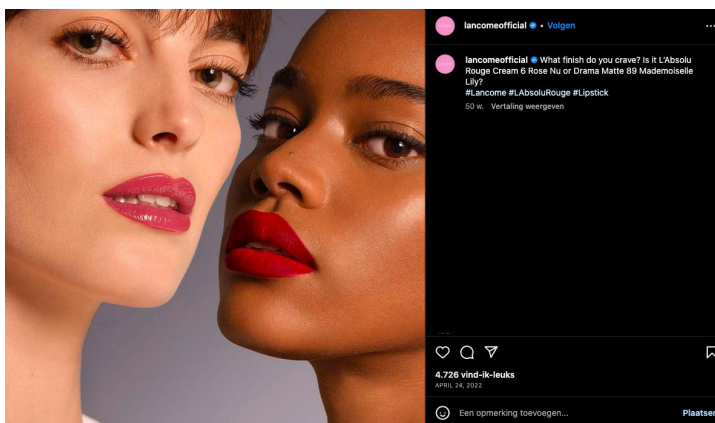 lancomeofficial • Volgen
lancomeofficial What finish do you crave? Is it L'Absolu
Rouge Cream 6 Rose Nu or Drama Matte 89 Mademoiselle
Lily?
#Lancome #LAbsoluRouge #Lipstick
50 w. Vertaling weergeven
4.726 vind-ik-leuks
APRIL 24, 2022
Een opmerking toevoegen... Plaatsen